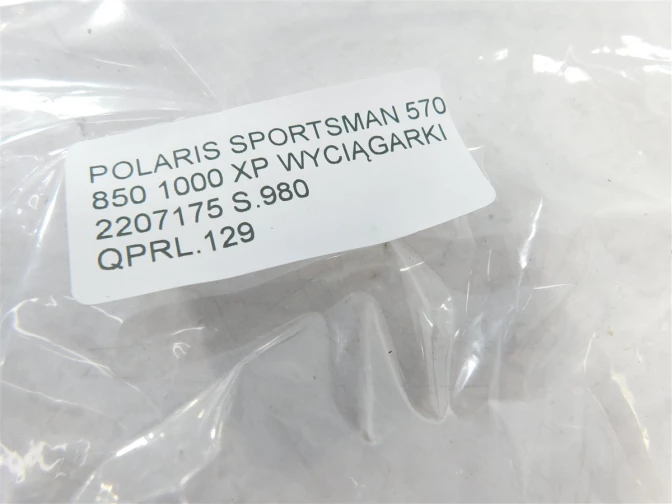 POLARIS SPORTSMAN 570
850 1000 XP WYCIĄGARKI
2207175 S.980
QPRL.129